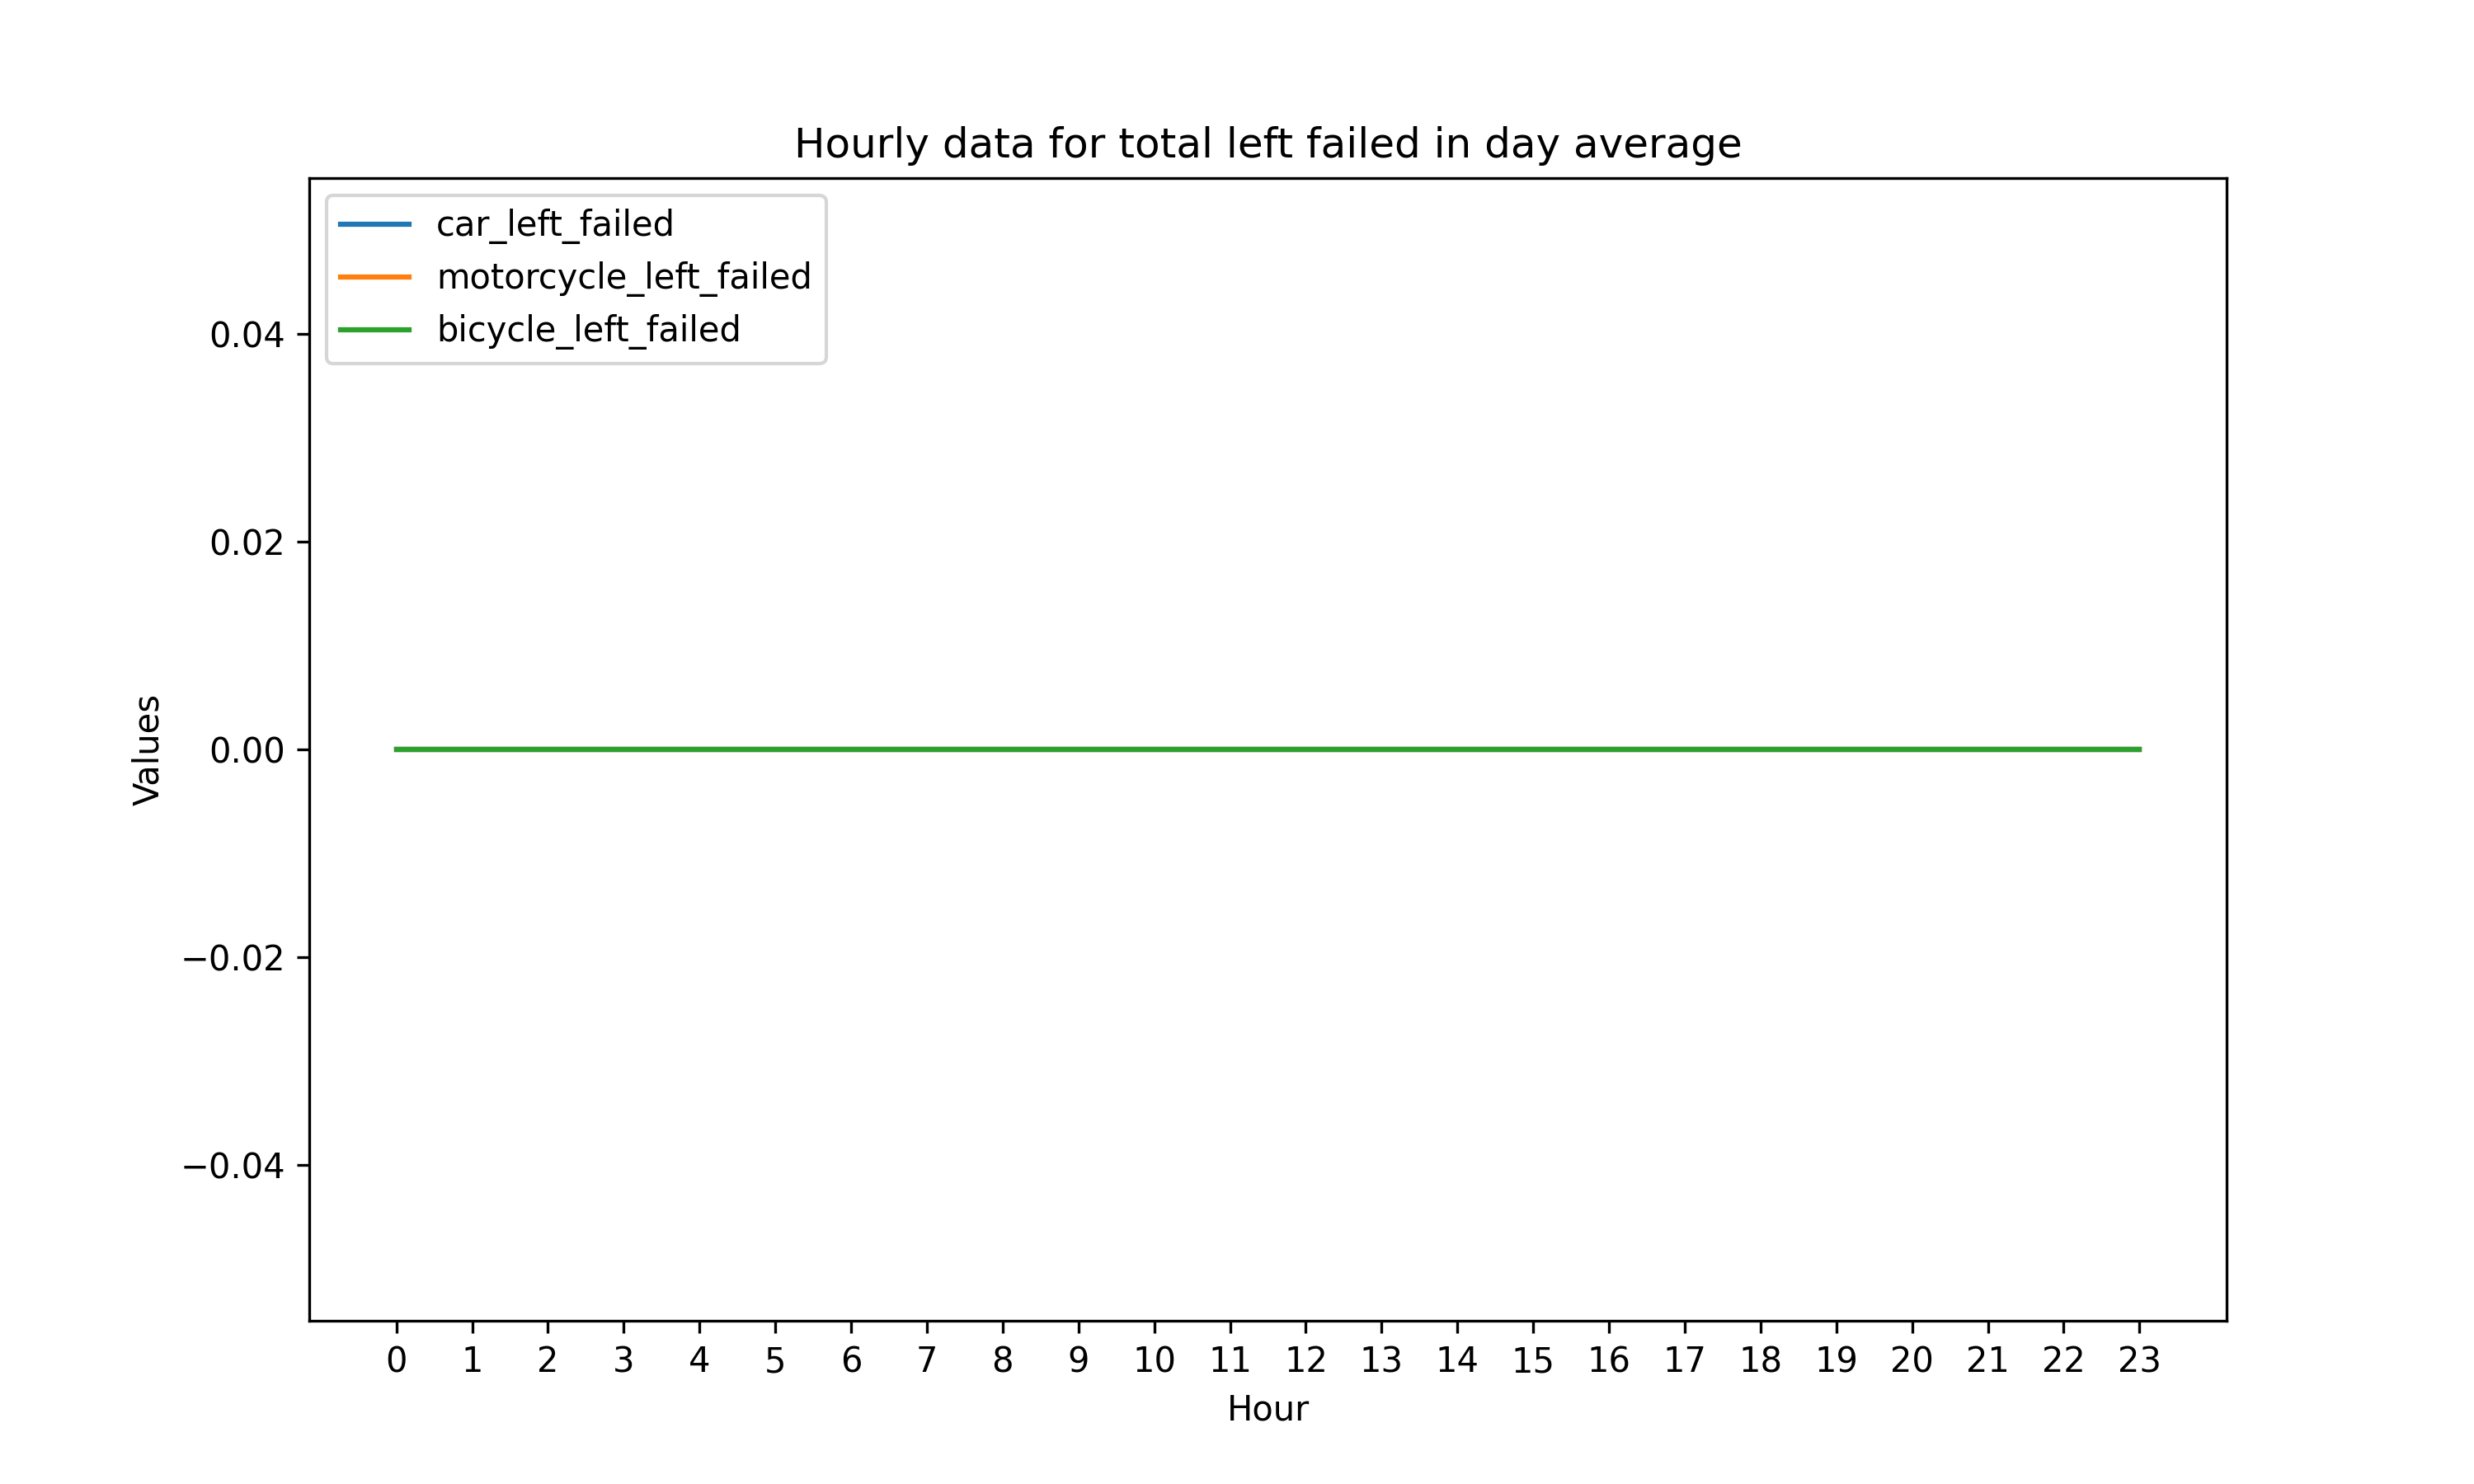 Hourly data for total left failed in day average
car_left_failed
motorcycle_left_failed
bicycle_left_failed
0.04
0.02
0.00
−0.02
−0.04
Values
0 1 2 3 4 5 6 7 8 9 10 11 12 13 14 15 16 17 18 19 20 21 22 23
Hour